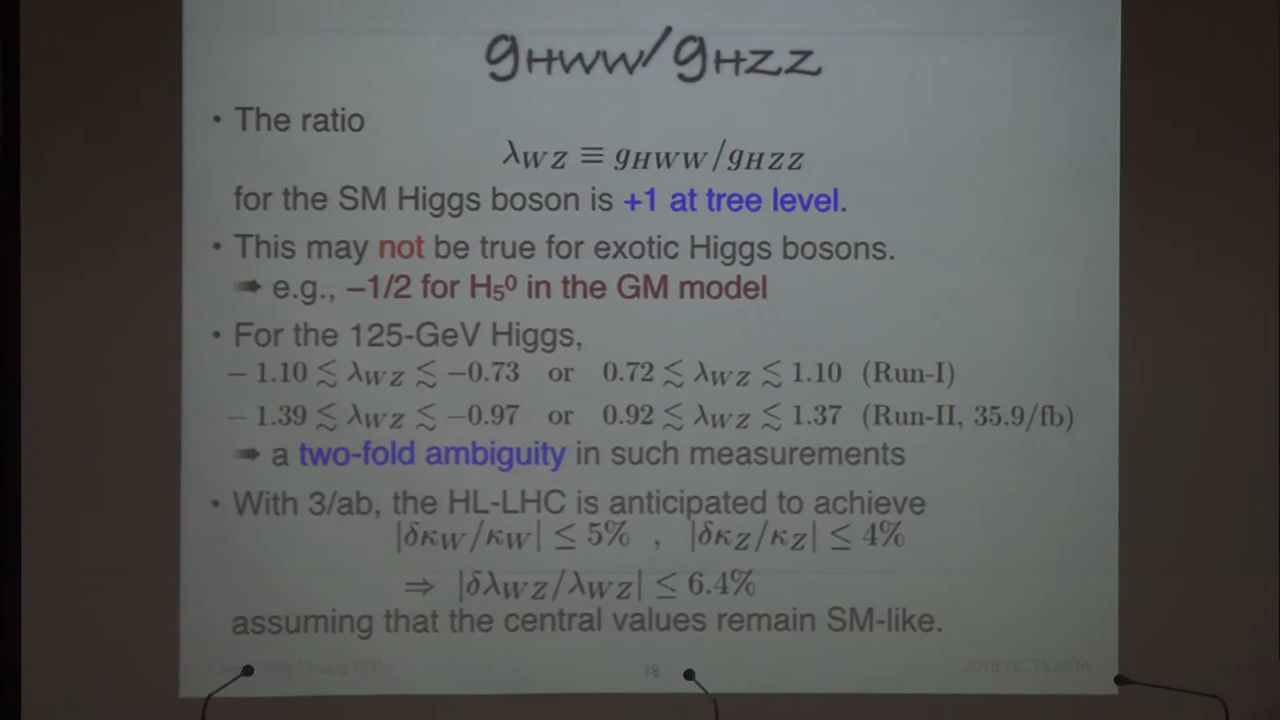 gHWW/gHZZ
• The ratio
λWZ ≡ gHWW/gHZZ
for the SM Higgs boson is +1 at tree level.
• This may not be true for exotic Higgs bosons.
➠ e.g., −1/2 for H₅⁰ in the GM model
• For the 125-GeV Higgs,
− 1.10 ≲ λWZ ≲ −0.73 or 0.72 ≲ λWZ ≲ 1.10 (Run-I)
− 1.39 ≲ λWZ ≲ −0.97 or 0.92 ≲ λWZ ≲ 1.37 (Run-II, 35.9/fb)
➠ a two-fold ambiguity in such measurements
• With 3/ab, the HL-LHC is anticipated to achieve
|δκW/κW| ≤ 5% , |δκZ/κZ| ≤ 4%
⇒ |δλWZ/λWZ| ≤ 6.4%
assuming that the central values remain SM-like.
18